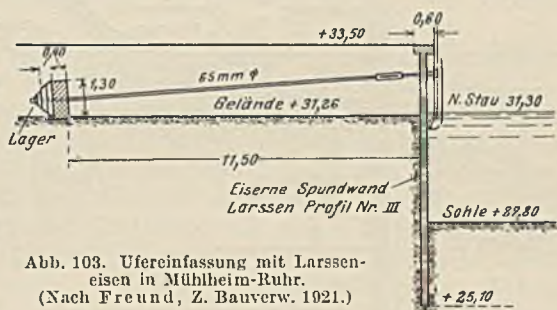 0,60
+33,50
0,40
1,30
65mm ϕ
Gelände + 31,26
N. Stau 31,30
Lager
11,50
Eiserne Spundwand
Larssen Profil Nr. III
Sohle +29,80
Abb. 103. Ufereinfassung mit Larssen-
eisen in Mühlheim-Ruhr.
(Nach Freund, Z. Bauverw. 1921.)
+ 25,10